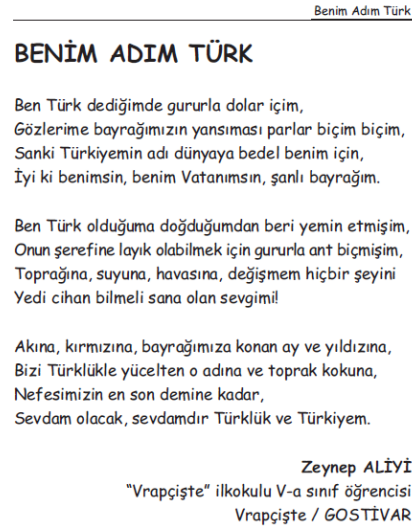 Benim Adım Türk
BENİM ADIM TÜRK
Ben Türk dediğimde gururla dolar içim,
Gözlerime bayrağımızın yansıması parlar biçim biçim,
Sanki Türkiyemin adı dünyaya bedel benim için,
İyi ki benimsin, benim Vatanımsın, şanlı bayrağım.
Ben Türk olduğuma doğduğumdan beri yemin etmişim,
Onun şerefine layık olabilmek için gururla ant biçmişim,
Toprağına, suyuna, havasına, değişmem hiçbir şeyini
Yedi cihan bilmeli sana olan sevgimi!
Akına, kırmızına, bayrağımıza konan ay ve yıldızına,
Bizi Türklükle yücelten o adına ve toprak kokuna,
Nefesimizin en son demine kadar,
Sevdam olacak, sevdamdır Türklük ve Türkiyem.
Zeynep ALİYİ
“Vrapçişte” ilkokulu V-a sınıf öğrencisi
Vrapçişte / GOSTİVAR